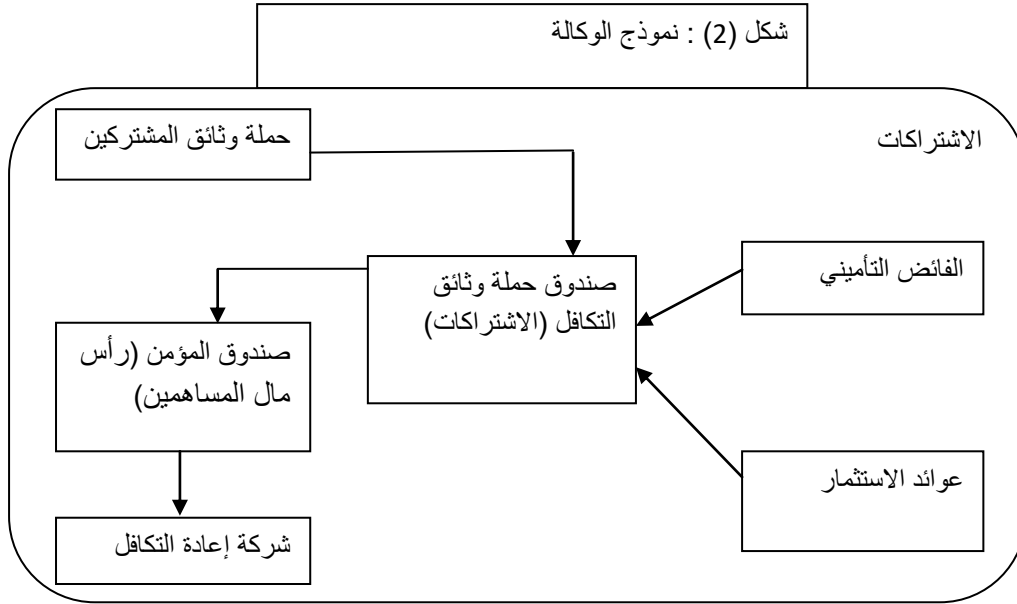 شكل (2) : نموذج الوكالة
الاشتراكات
حملة وثائق المشتركين
الفائض التأميني
صندوق حملة وثائق
التكافل (الاشتراكات)
صندوق المؤمن (رأس
مال المساهمين)
عوائد الاستثمار
شركة إعادة التكافل